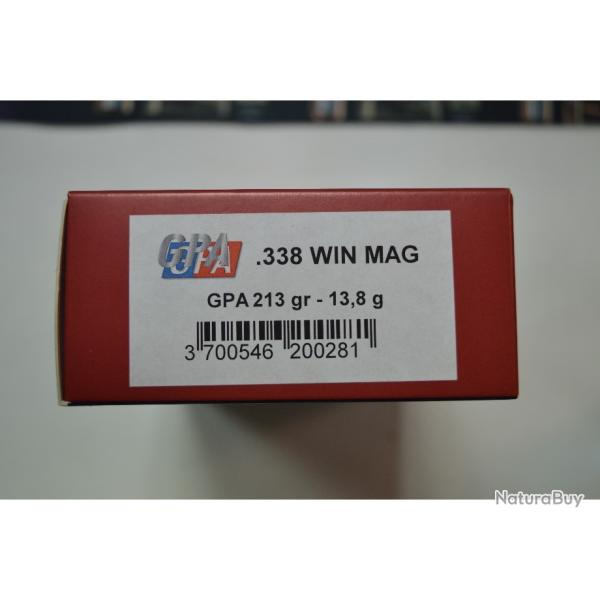 GPA .338 WIN MAG
GPA 213 gr - 13,8 g
3 700546 200281
NaturaBuy